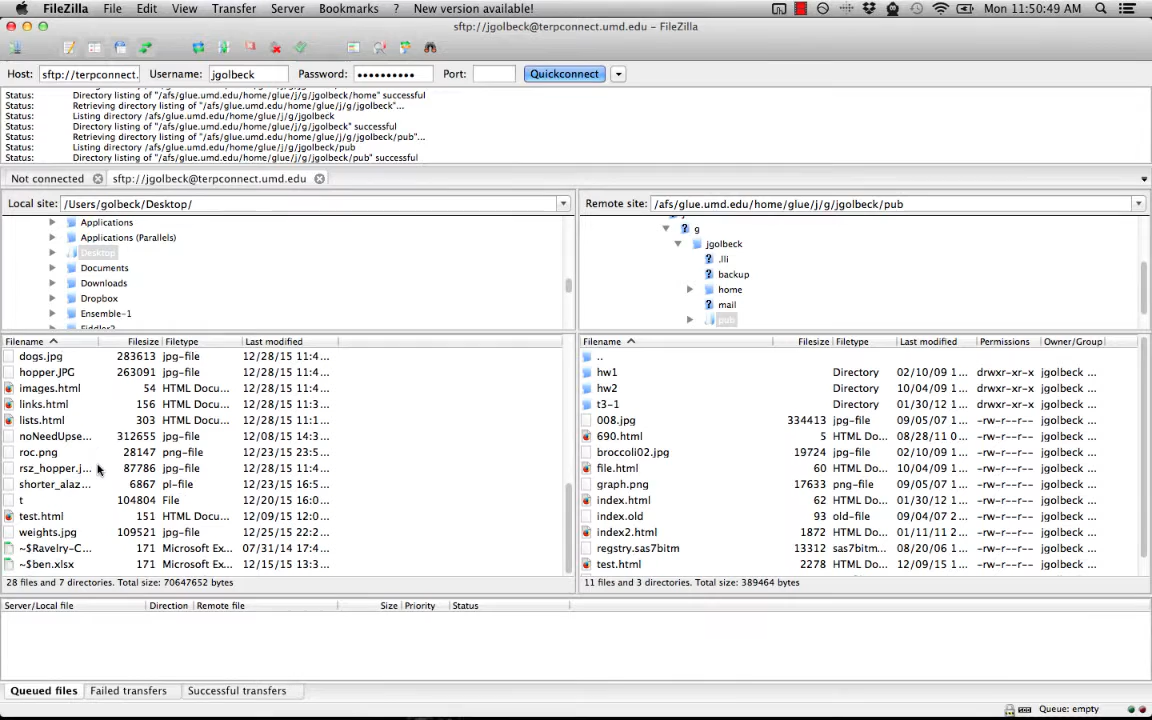 FileZilla File Edit View Transfer Server Bookmarks ? New version available! Mon 11:50:49 AM
sftp://jgolbeck@terpconnect.umd.edu - FileZilla
Host: sftp://terpconnect. Username: jgolbeck Password: •••••••••• Port: Quickconnect
Status: Directory listing of "/afs/glue.umd.edu/home/glue/j/g/jgolbeck/home" successful
Status: Retrieving directory listing of "/afs/glue.umd.edu/home/glue/j/g/jgolbeck"...
Status: Listing directory /afs/glue.umd.edu/home/glue/j/g/jgolbeck
Status: Directory listing of "/afs/glue.umd.edu/home/glue/j/g/jgolbeck" successful
Status: Retrieving directory listing of "/afs/glue.umd.edu/home/glue/j/g/jgolbeck/pub"...
Status: Listing directory /afs/glue.umd.edu/home/glue/j/g/jgolbeck/pub
Status: Directory listing of "/afs/glue.umd.edu/home/glue/j/g/jgolbeck/pub" successful
Not connected sftp://jgolbeck@terpconnect.umd.edu
Local site: /Users/golbeck/Desktop/
Applications
Applications (Parallels)
Desktop
Documents
Downloads
Dropbox
Ensemble-1
Fiddler2
Filename Filesize Filetype Last modified
dogs.jpg 283613 jpg-file 12/28/15 11:4...
hopper.JPG 263091 jpg-file 12/28/15 11:4...
images.html 54 HTML Docu... 12/28/15 11:4...
links.html 156 HTML Docu... 12/28/15 11:3...
lists.html 303 HTML Docu... 12/28/15 11:4...
noNeedUpse... 312655 jpg-file 12/08/15 14:3...
roc.png 28147 png-file 12/23/15 23:5...
rsz_hopper.j... 87786 jpg-file 12/28/15 11:4...
shorter_alaz... 6867 pl-file 12/23/15 16:5...
t 104804 File 12/20/15 16:0...
test.html 151 HTML Docu... 12/09/15 12:0...
weights.jpg 109521 jpg-file 12/25/15 22:2...
~$Ravelry-C... 171 Microsoft Ex... 07/31/14 17:4...
~$ben.xlsx 171 Microsoft Ex... 12/15/15 13:3...
28 files and 7 directories. Total size: 70647652 bytes
Remote site: /afs/glue.umd.edu/home/glue/j/g/jgolbeck/pub
g
jgolbeck
.lli
backup
home
mail
pub
Filename Filesize Filetype Last modified Permissions Owner/Group
..
hw1 Directory 02/10/09 1... drwxr-xr-x jgolbeck ...
hw2 Directory 10/04/09 1... drwxr-xr-x jgolbeck ...
t3-1 Directory 01/30/12 1... drwxr-xr-x jgolbeck ...
008.jpg 334413 jpg-file 09/05/07 2... -rw-r--r-- jgolbeck ...
690.html 5 HTML Do... 08/28/11 0... -rw-r--r-- jgolbeck ...
broccoli02.jpg 19724 jpg-file 09/05/07 2... -rw-r--r-- jgolbeck ...
file.html 60 HTML Do... 10/04/09 1... -rw-r--r-- jgolbeck ...
graph.png 17633 png-file 09/05/07 2... -rw-r--r-- jgolbeck ...
index.html 62 HTML Do... 01/30/12 1... -rw-r--r-- jgolbeck ...
index.old 93 old-file 09/04/07 2... -rw-r--r-- jgolbeck ...
index2.html 1872 HTML Do... 01/11/11 2... -rw-r--r-- jgolbeck ...
regstry.sas7bitm 13312 sas7bitm... 08/20/06 1... -rw-r--r-- jgolbeck ...
test.html 2278 HTML Do... 12/09/15 1... -rw-r--r-- jgolbeck ...
11 files and 3 directories. Total size: 389464 bytes
Server/Local file Direction Remote file Size Priority Status
Queued files Failed transfers Successful transfers
Queue: empty